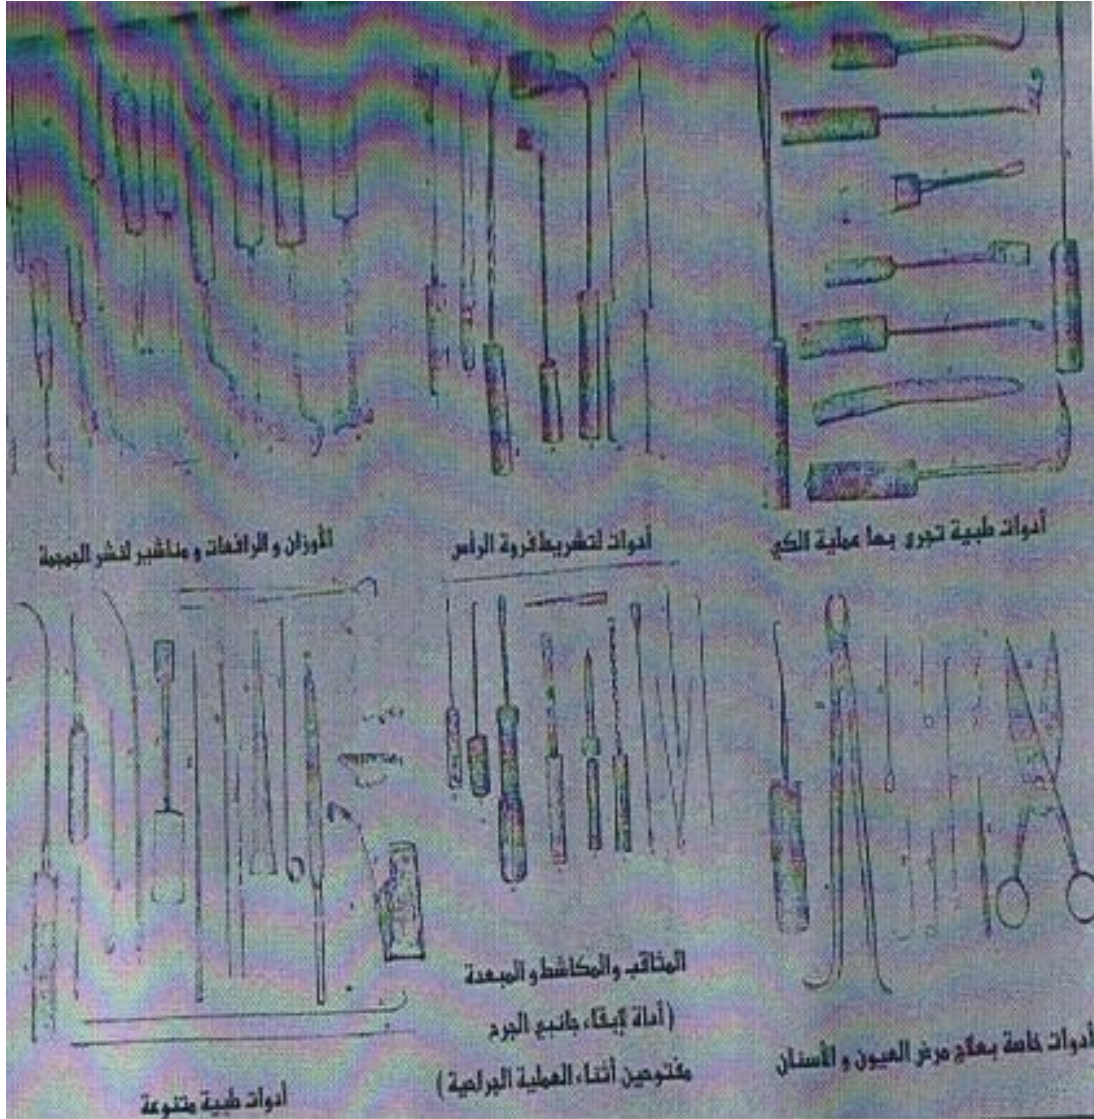 أدوات طبية تجرى بها عملية الكي
أدوات لتشريط فروة الرأس
الأوزان و الرافعات و مناشير لنشر الجمجمة
أدوات خاصة بعلاج مرض العيون و الأسنان
المثاقب والمكاشط و المبعدة
( أداة لإبقاء جانبي الجرح
مفتوحين أثناء العملية الجراحية )
أدوات طبية متنوعة